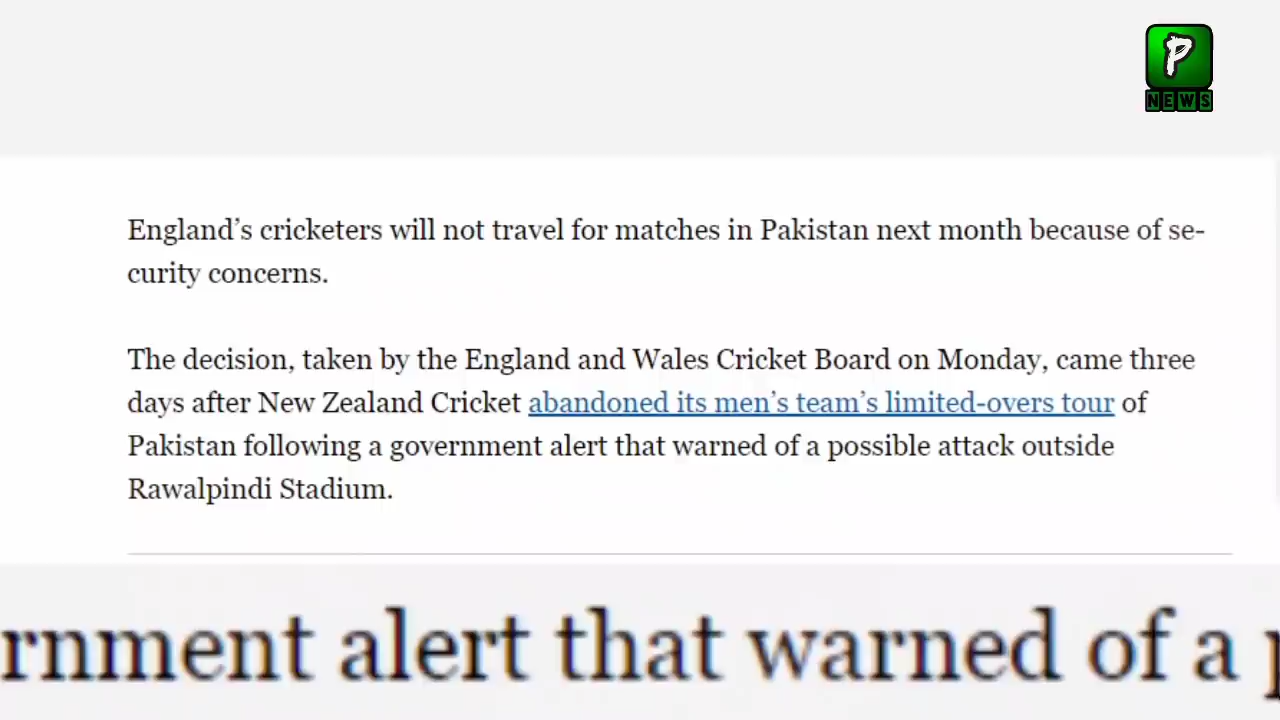 P
NEWS
England’s cricketers will not travel for matches in Pakistan next month because of se-
curity concerns.
The decision, taken by the England and Wales Cricket Board on Monday, came three
days after New Zealand Cricket abandoned its men’s team’s limited-overs tour of
Pakistan following a government alert that warned of a possible attack outside
Rawalpindi Stadium.
rnment alert that warned of a p